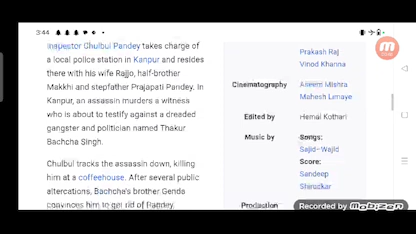 3:44
Inspector Chulbul Pandey takes charge
of a local police station in Kanpur and resides
there with his wife Rajjo, half-brother
Makkhi and stepfather Prajapati Pandey. In
Kanpur, an assassin murders a witness
who is about to testify against a dreaded
gangster and politician named Thakur
Bachcha Singh.
Chulbul tracks the assassin down, killing
him at a coffeehouse. After several public
altercations, Bachcha's brother Genda
convinces him to get rid of Pandey,
Prakash Raj
Vinod Khanna
Cinematography
Aseem Mishra
Mahesh Limaye
Edited by
Hemal Kothari
Music by
Songs:
Sajid–Wajid
Score:
Sandeep
Shirodkar
Production
Recorded by
Mobizen